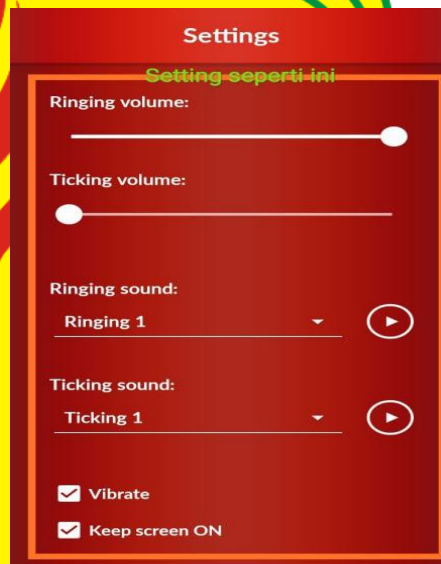 Settings
Setting seperti ini
Ringing volume:
Ticking volume:
Ringing sound:
Ringing 1
Ticking sound:
Ticking 1
Vibrate
Keep screen ON